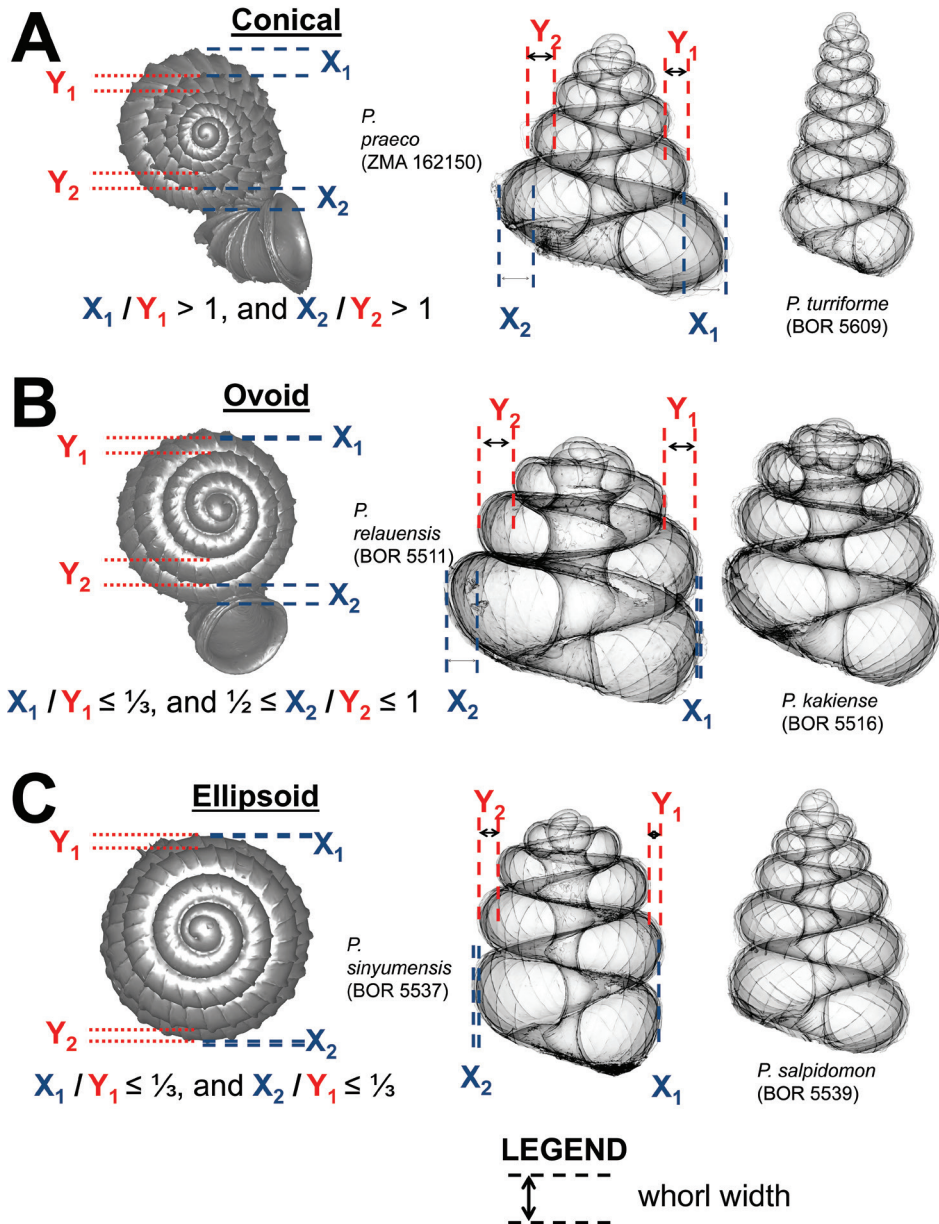 A
Conical
X₁
Y₁
Y₂
X₂
P.
praeco
(ZMA 162150)
X₁ / Y₁ > 1, and X₂ / Y₂ > 1
Y₂
Y₁
X₂
X₁
P. turriforme
(BOR 5609)
B
Ovoid
X₁
Y₁
Y₂
X₂
P.
relauensis
(BOR 5511)
X₁ / Y₁ ≤ ⅓, and ½ ≤ X₂ / Y₂ ≤ 1
Y₂
Y₁
X₂
X₁
P. kakiense
(BOR 5516)
C
Ellipsoid
X₁
Y₁
Y₂
X₂
P.
sinyumensis
(BOR 5537)
X₁ / Y₁ ≤ ⅓, and X₂ / Y₁ ≤ ⅓
Y₂
Y₁
X₂
X₁
P. salpidomon
(BOR 5539)
LEGEND
whorl width